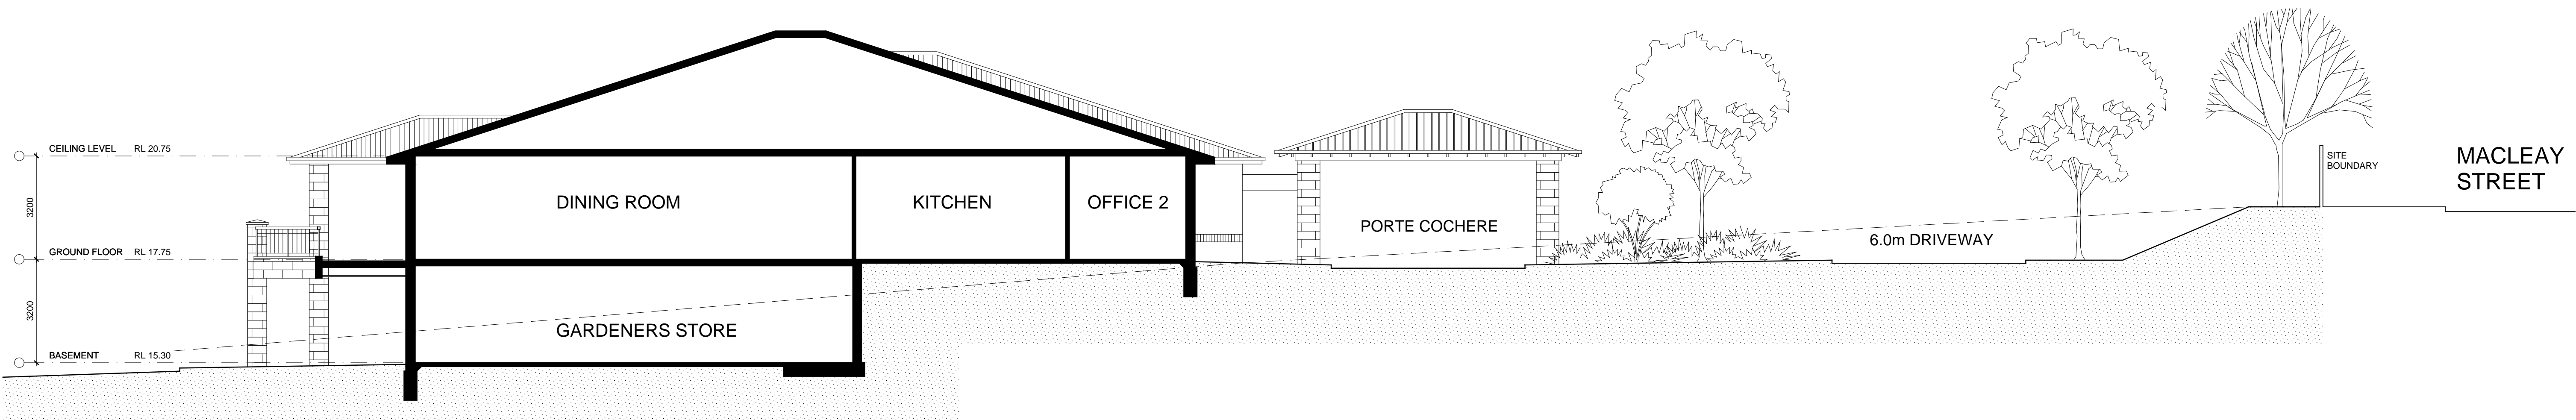 CEILING LEVEL RL 20.75
3200
GROUND FLOOR RL 17.75
3200
BASEMENT RL 15.30
DINING ROOM
KITCHEN
OFFICE 2
GARDENERS STORE
PORTE COCHERE
6.0m DRIVEWAY
SITE
BOUNDARY
MACLEAY
STREET